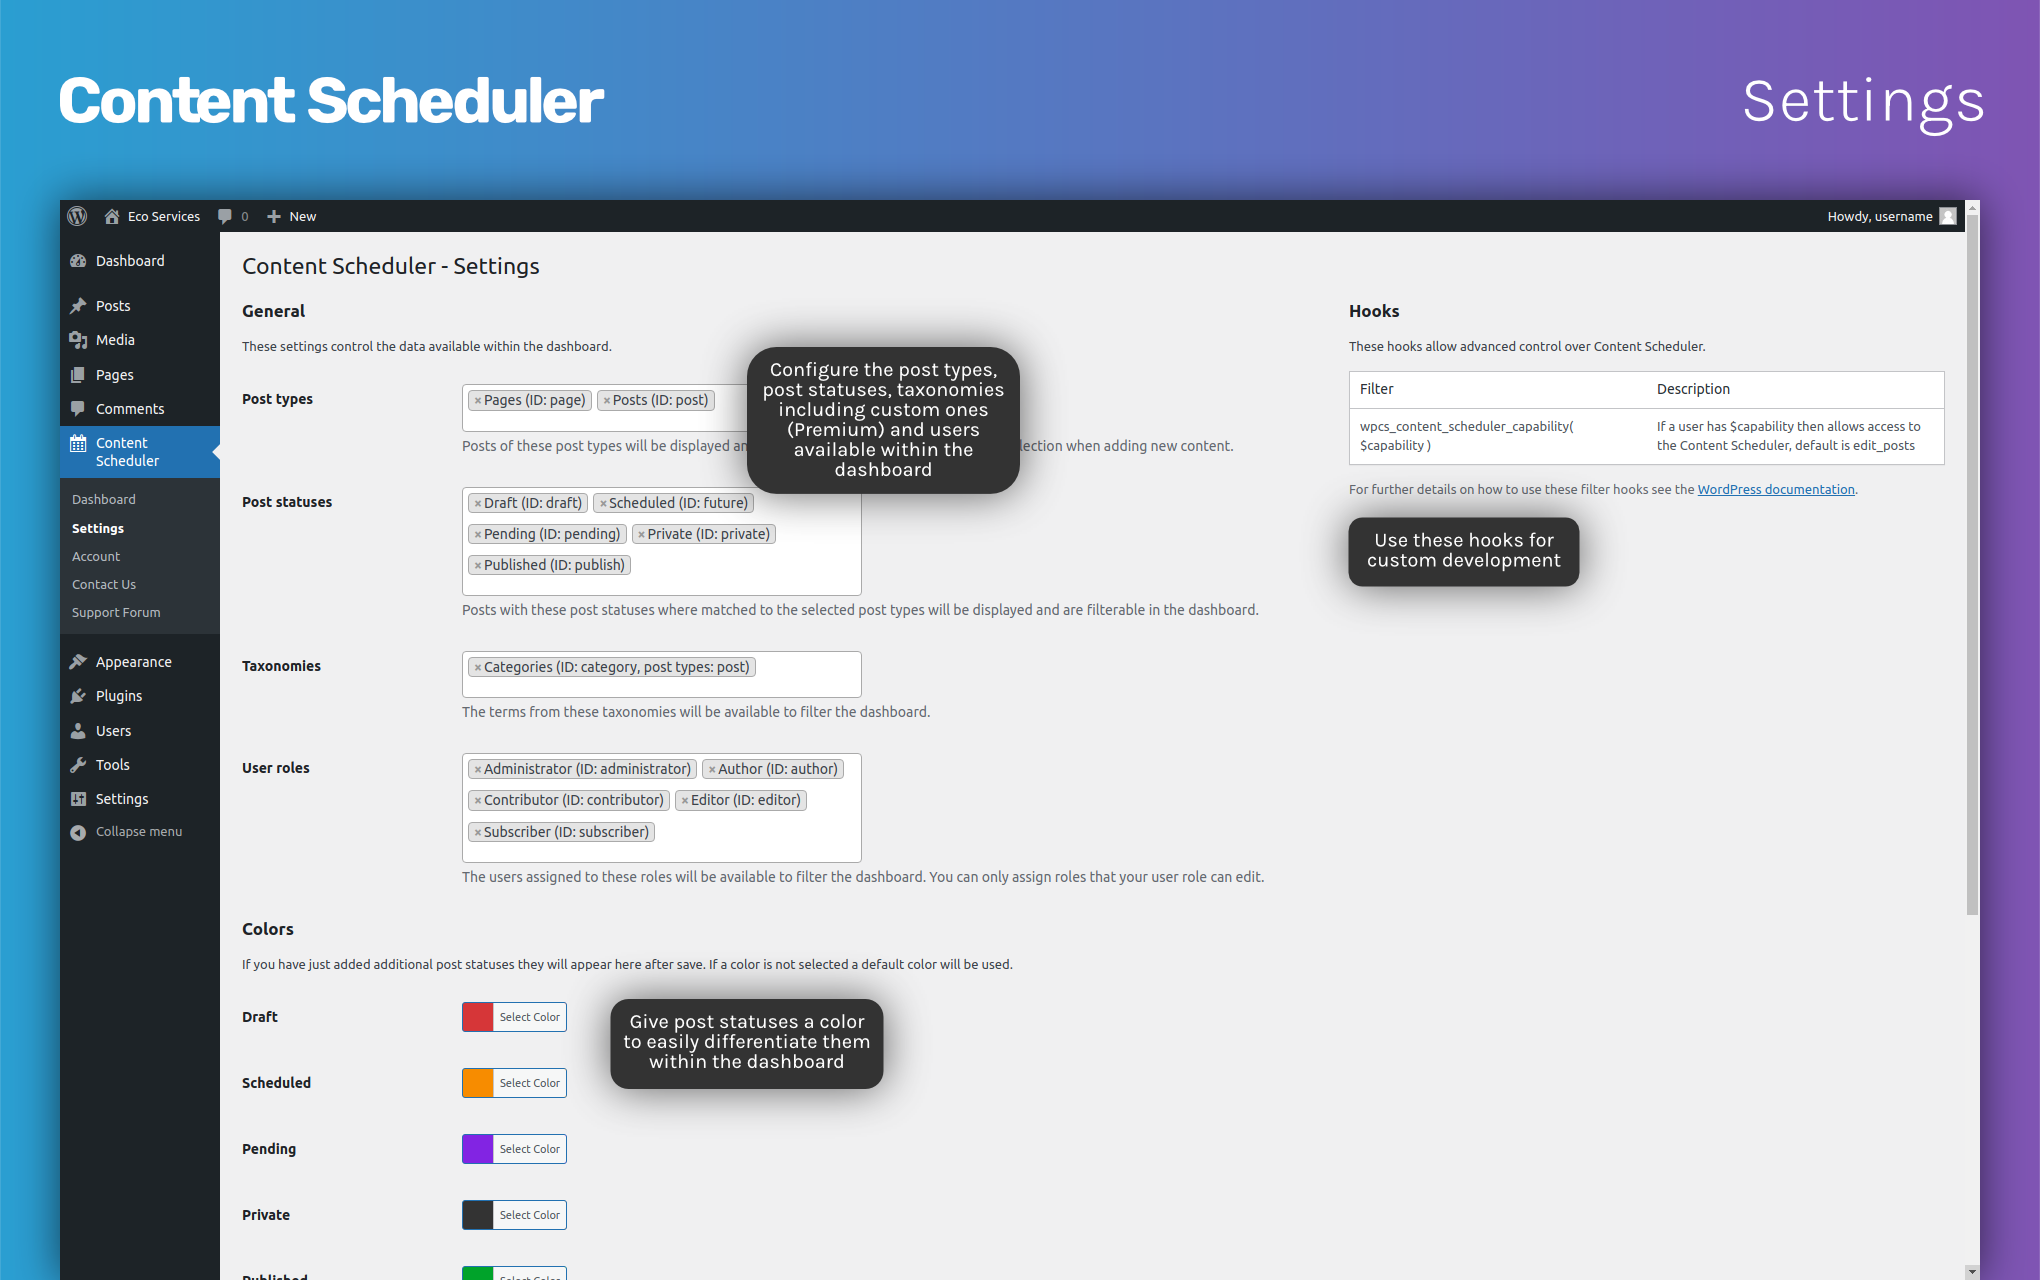 Content Scheduler
Settings
Eco Services
0
New
Howdy, username
Dashboard
Posts
Media
Pages
Comments
Content
Scheduler
Dashboard
Settings
Account
Contact Us
Support Forum
Appearance
Plugins
Users
Tools
Settings
Collapse menu
Content Scheduler - Settings
General
These settings control the data available within the dashboard.
Post types
×Pages (ID: page) ×Posts (ID: post)
Posts of these post types will be displayed an
lection when adding new content.
Configure the post types,
post statuses, taxonomies
including custom ones
(Premium) and users
available within the
dashboard
Post statuses
×Draft (ID: draft) ×Scheduled (ID: future)
×Pending (ID: pending) ×Private (ID: private)
×Published (ID: publish)
Posts with these post statuses where matched to the selected post types will be displayed and are filterable in the dashboard.
Taxonomies
×Categories (ID: category, post types: post)
The terms from these taxonomies will be available to filter the dashboard.
User roles
×Administrator (ID: administrator) ×Author (ID: author)
×Contributor (ID: contributor) ×Editor (ID: editor)
×Subscriber (ID: subscriber)
The users assigned to these roles will be available to filter the dashboard. You can only assign roles that your user role can edit.
Colors
If you have just added additional post statuses they will appear here after save. If a color is not selected a default color will be used.
Draft
Select Color
Scheduled
Select Color
Pending
Select Color
Private
Select Color
Published
Select Color
Give post statuses a color
to easily differentiate them
within the dashboard
Hooks
These hooks allow advanced control over Content Scheduler.
Filter
Description
wpcs_content_scheduler_capability(
$capability )
If a user has $capability then allows access to
the Content Scheduler, default is edit_posts
For further details on how to use these filter hooks see the WordPress documentation.
Use these hooks for
custom development